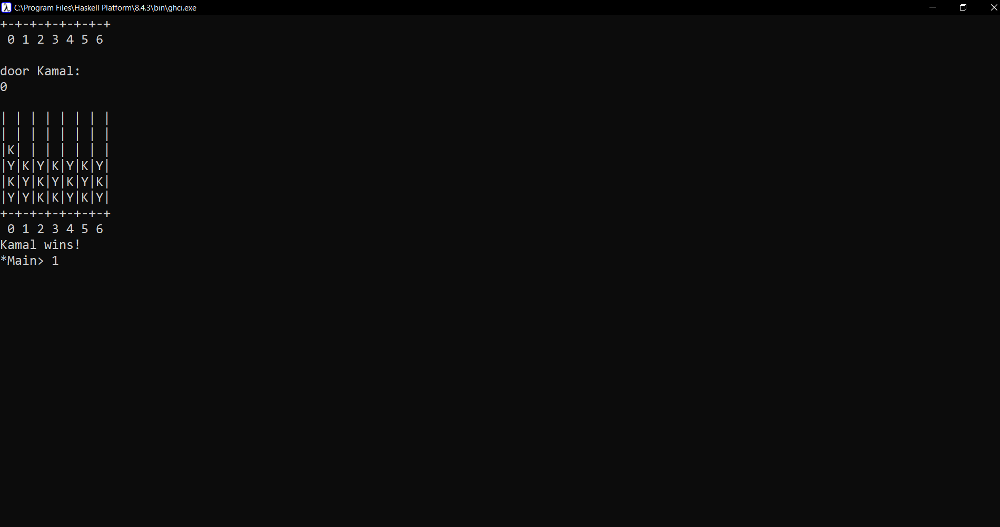 C:\Program Files\Haskell Platform\8.4.3\bin\ghci.exe
+-+-+-+-+-+-+-+
 0 1 2 3 4 5 6
door Kamal:
0
| | | | | | | |
| | | | | | | |
|K| | | | | | |
|Y|K|Y|K|Y|K|Y|
|K|Y|K|Y|K|Y|K|
|Y|Y|K|K|Y|K|Y|
+-+-+-+-+-+-+-+
 0 1 2 3 4 5 6
Kamal wins!
*Main> 1